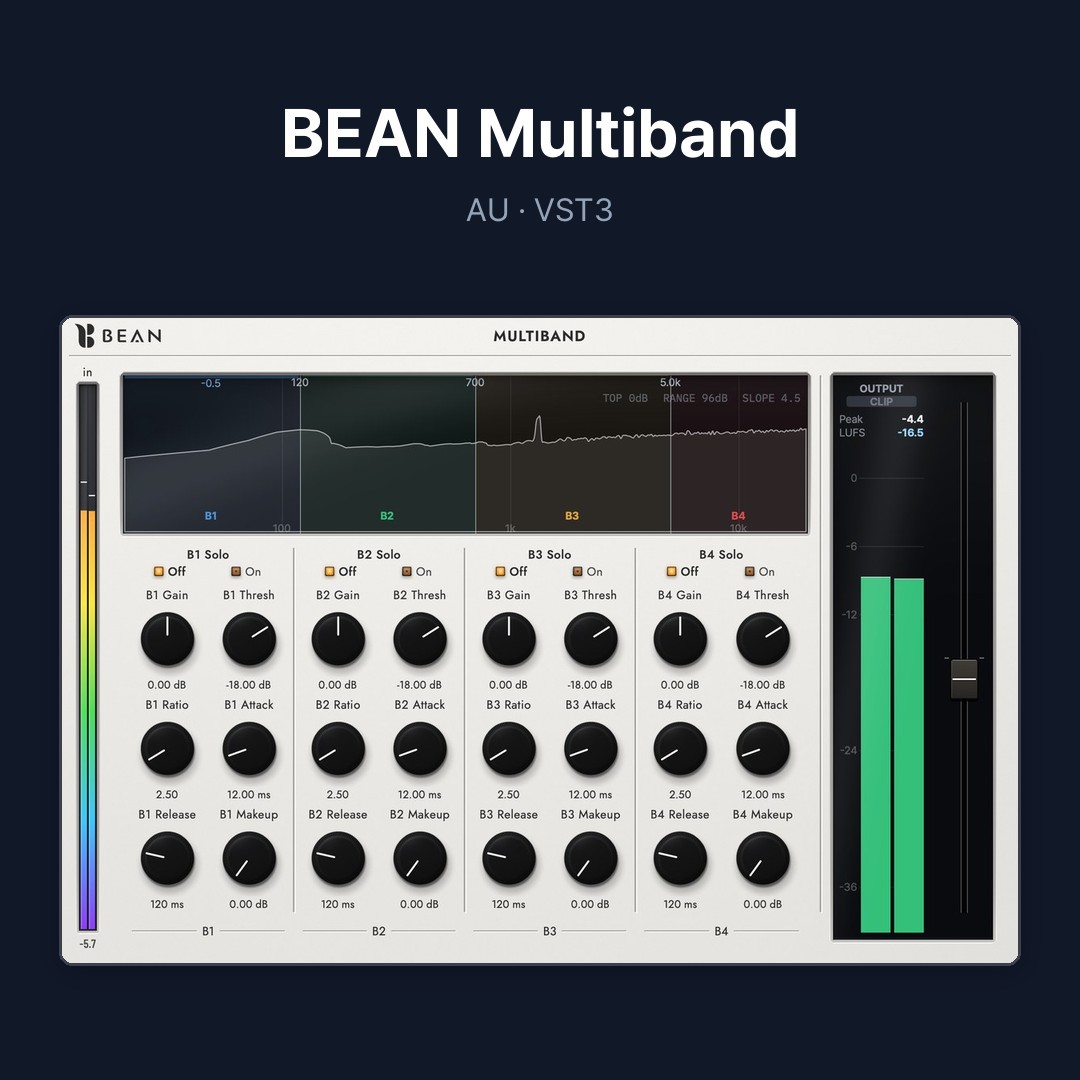 BEAN Multiband
AU · VST3
BEAN
MULTIBAND
in
-0.5 120 700 5.0k
TOP 0dB RANGE 96dB SLOPE 4.5
B1 B2 B3 B4
100 1k 10k
OUTPUT
CLIP
Peak -4.4
LUFS -16.5
0
-6
-12
-24
-36
B1 Solo B2 Solo B3 Solo B4 Solo
Off On Off On Off On Off On
B1 Gain B1 Thresh B2 Gain B2 Thresh B3 Gain B3 Thresh B4 Gain B4 Thresh
0.00 dB -18.00 dB 0.00 dB -18.00 dB 0.00 dB -18.00 dB 0.00 dB -18.00 dB
B1 Ratio B1 Attack B2 Ratio B2 Attack B3 Ratio B3 Attack B4 Ratio B4 Attack
2.50 12.00 ms 2.50 12.00 ms 2.50 12.00 ms 2.50 12.00 ms
B1 Release B1 Makeup B2 Release B2 Makeup B3 Release B3 Makeup B4 Release B4 Makeup
120 ms 0.00 dB 120 ms 0.00 dB 120 ms 0.00 dB 120 ms 0.00 dB
B1 B2 B3 B4
-5.7